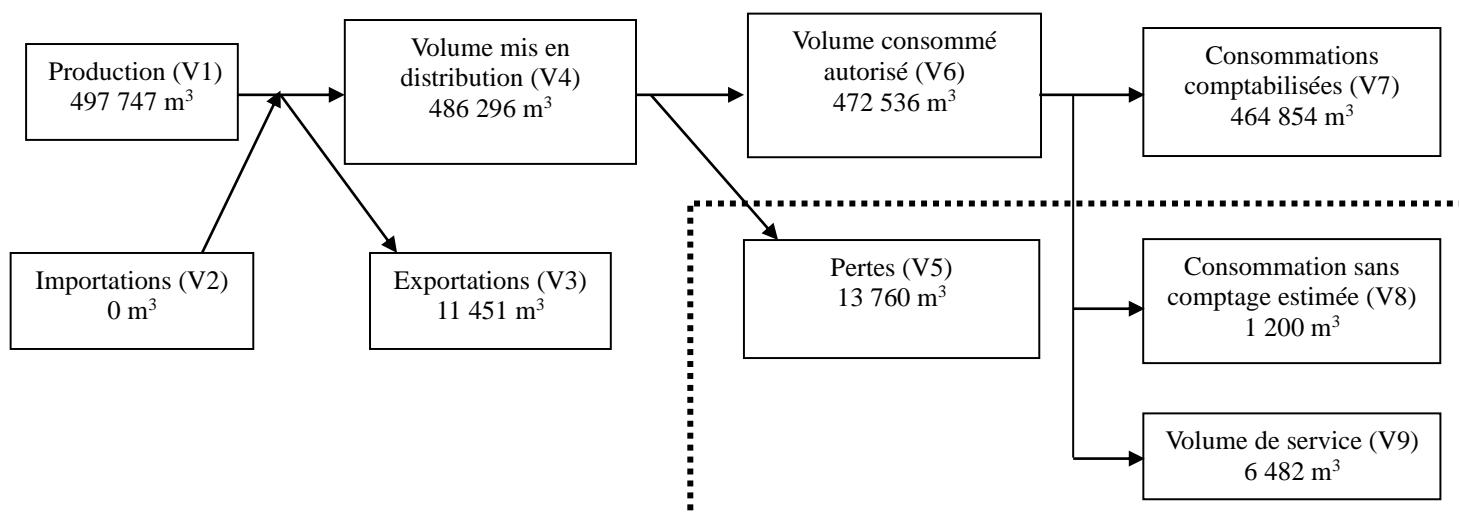 Production (V1)
497 747 m³
Volume mis en
distribution (V4)
486 296 m³
Volume consommé
autorisé (V6)
472 536 m³
Consommations
comptabilisées (V7)
464 854 m³
Importations (V2)
0 m³
Exportations (V3)
11 451 m³
Pertes (V5)
13 760 m³
Consommation sans
comptage estimée (V8)
1 200 m³
Volume de service (V9)
6 482 m³